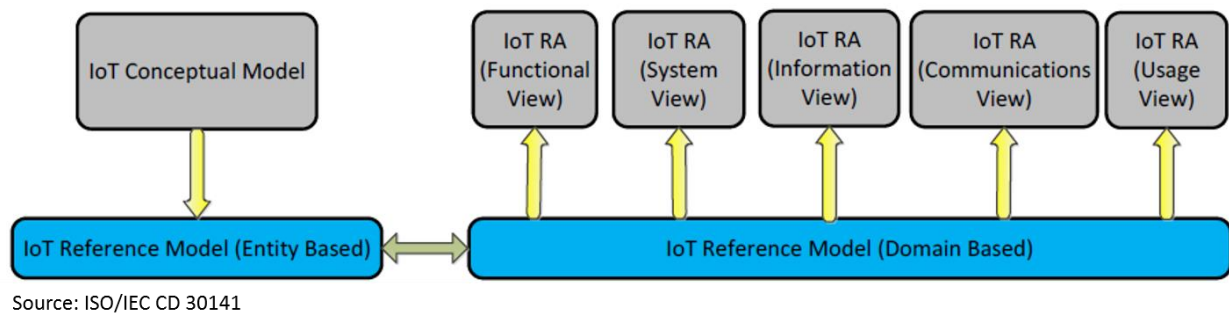 IoT Conceptual Model
IoT RA
(Functional
View)
IoT RA
(System
View)
IoT RA
(Information
View)
IoT RA
(Communications
View)
IoT RA
(Usage
View)
IoT Reference Model (Entity Based)
IoT Reference Model (Domain Based)
Source: ISO/IEC CD 30141